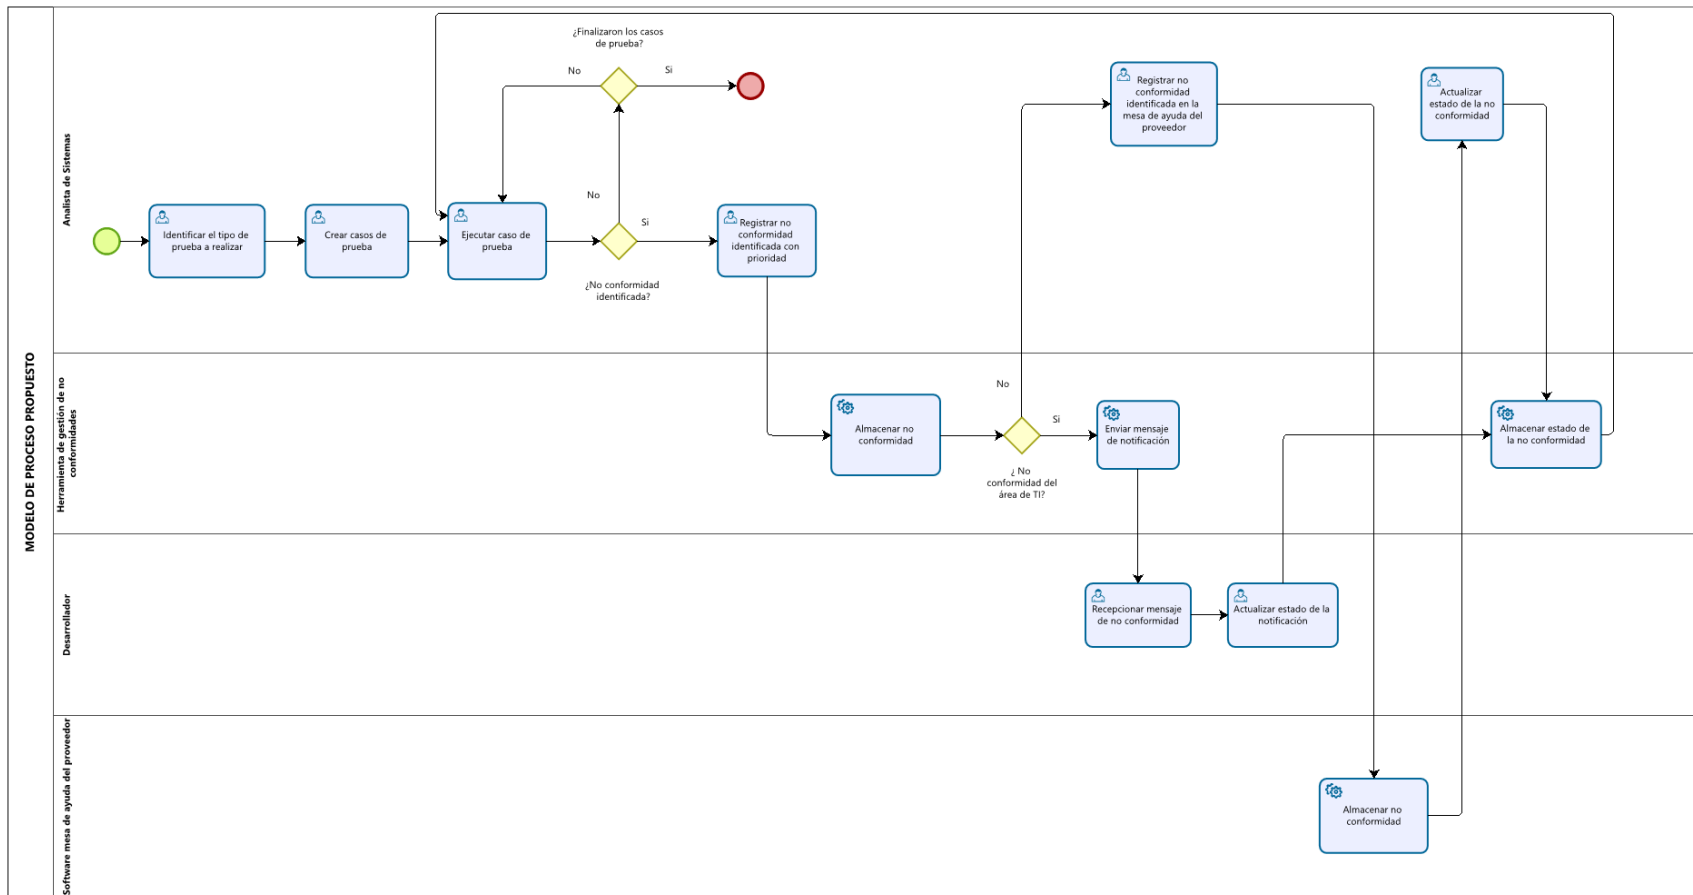 MODELO DE PROCESO PROPUESTO
Analista de Sistemas
¿Finalizaron los casos
de prueba?
No
Si
Identificar el tipo de
prueba a realizar
Crear casos de
prueba
Ejecutar caso de
prueba
No
Si
¿No conformidad
identificada?
Registrar no
conformidad
identificada con
prioridad
Registrar no
conformidad
identificada en la
mesa de ayuda del
proveedor
Actualizar
estado de la no
conformidad
Herramienta de gestión de no
conformidades
Almacenar no
conformidad
No
Si
¿ No
conformidad del
área de TI?
Enviar mensaje
de notificación
Almacenar estado de
la no conformidad
Desarrollador
Recepcionar mensaje
de no conformidad
Actualizar estado de la
notificación
Software mesa de ayuda del proveedor
Almacenar no
conformidad